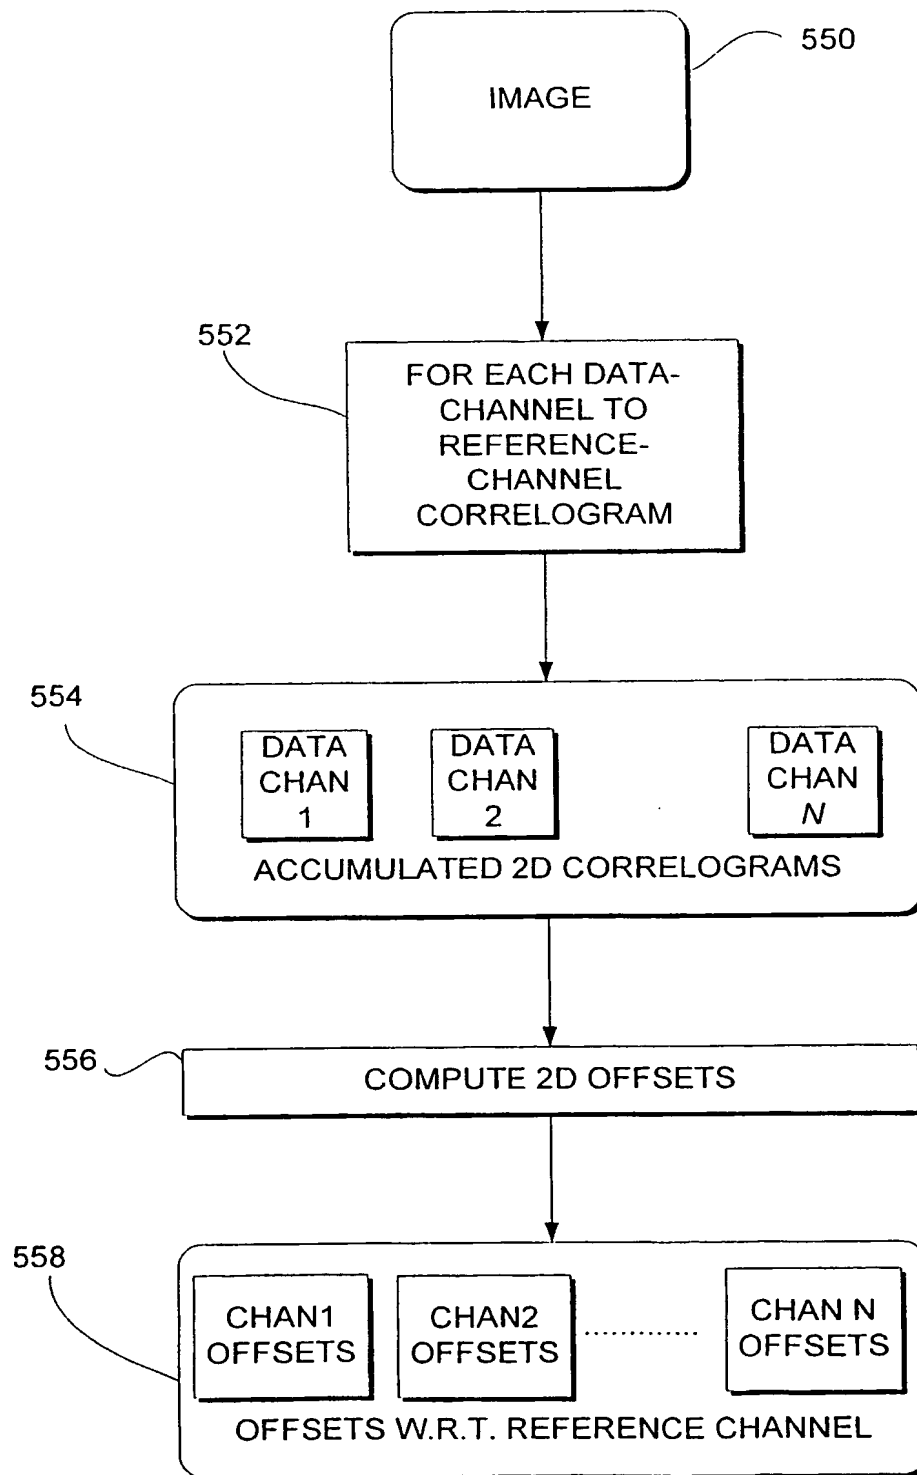 550
IMAGE
552
FOR EACH DATA-
CHANNEL TO
REFERENCE-
CHANNEL
CORRELOGRAM
554
DATA CHAN 1
DATA CHAN 2
DATA CHAN N
ACCUMULATED 2D CORRELOGRAMS
556
COMPUTE 2D OFFSETS
558
CHAN1 OFFSETS
CHAN2 OFFSETS
..............
CHAN N OFFSETS
OFFSETS W.R.T. REFERENCE CHANNEL